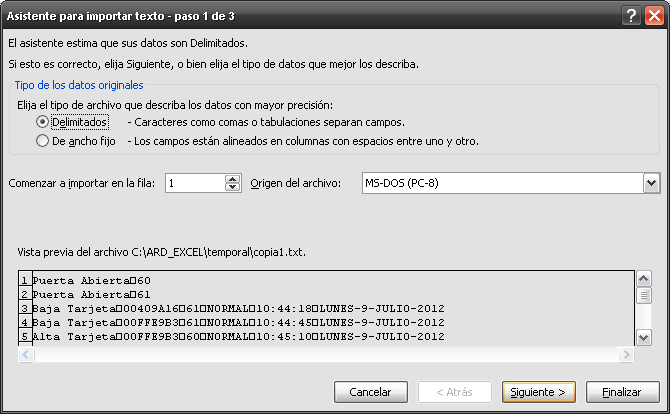 Asistente para importar texto - paso 1 de 3
El asistente estima que sus datos son Delimitados.
Si esto es correcto, elija Siguiente, o bien elija el tipo de datos que mejor los describa.
Tipo de los datos originales
Elija el tipo de archivo que describa los datos con mayor precisión:
Delimitados - Caracteres como comas o tabulaciones separan campos.
De ancho fijo - Los campos están alineados en columnas con espacios entre uno y otro.
Comenzar a importar en la fila: 1 Origen del archivo: MS-DOS (PC-8)
Vista previa del archivo C:\ARD_EXCEL\temporal\copia1.txt.
1 Puerta Abierta□60
2 Puerta Abierta□61
3 Baja Tarjeta□00409A16□61□NORMAL□10:44:18□LUNES-9-JULIO-2012
4 Baja Tarjeta□00FFE9B3□60□NORMAL□10:44:45□LUNES-9-JULIO-2012
5 Alta Tarjeta□00FFE9B3□60□NORMAL□10:45:10□LUNES-9-JULIO-2012
Cancelar < Atrás Siguiente > Finalizar